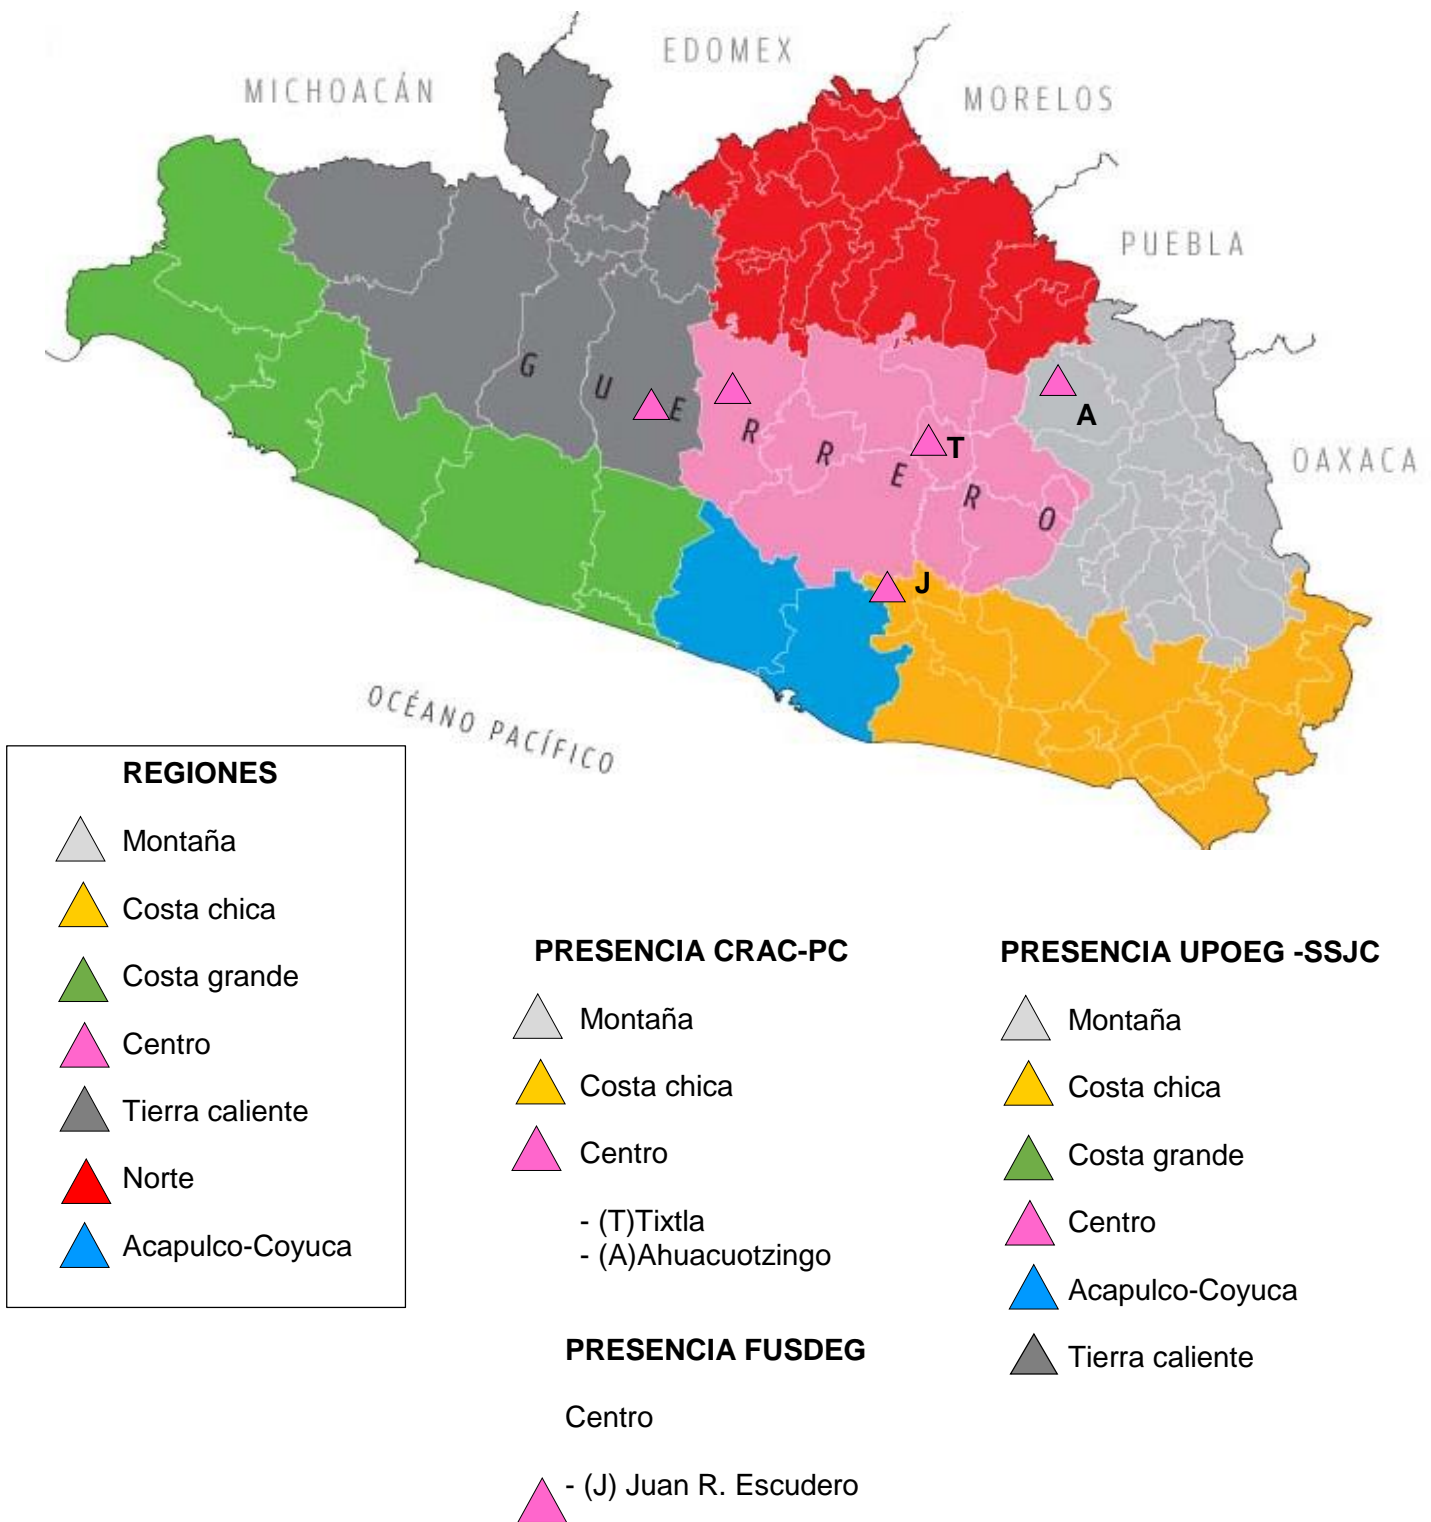 EDOMEX
MICHOACÁN
MORELOS
PUEBLA
OAXACA
GUERRERO
A
T
J
OCÉANO PACÍFICO
REGIONES
Montaña
Costa chica
Costa grande
Centro
Tierra caliente
Norte
Acapulco-Coyuca
PRESENCIA CRAC-PC
Montaña
Costa chica
Centro
- (T)Tixtla
- (A)Ahuacuotzingo
PRESENCIA FUSDEG
Centro
- (J) Juan R. Escudero
PRESENCIA UPOEG -SSJC
Montaña
Costa chica
Costa grande
Centro
Acapulco-Coyuca
Tierra caliente